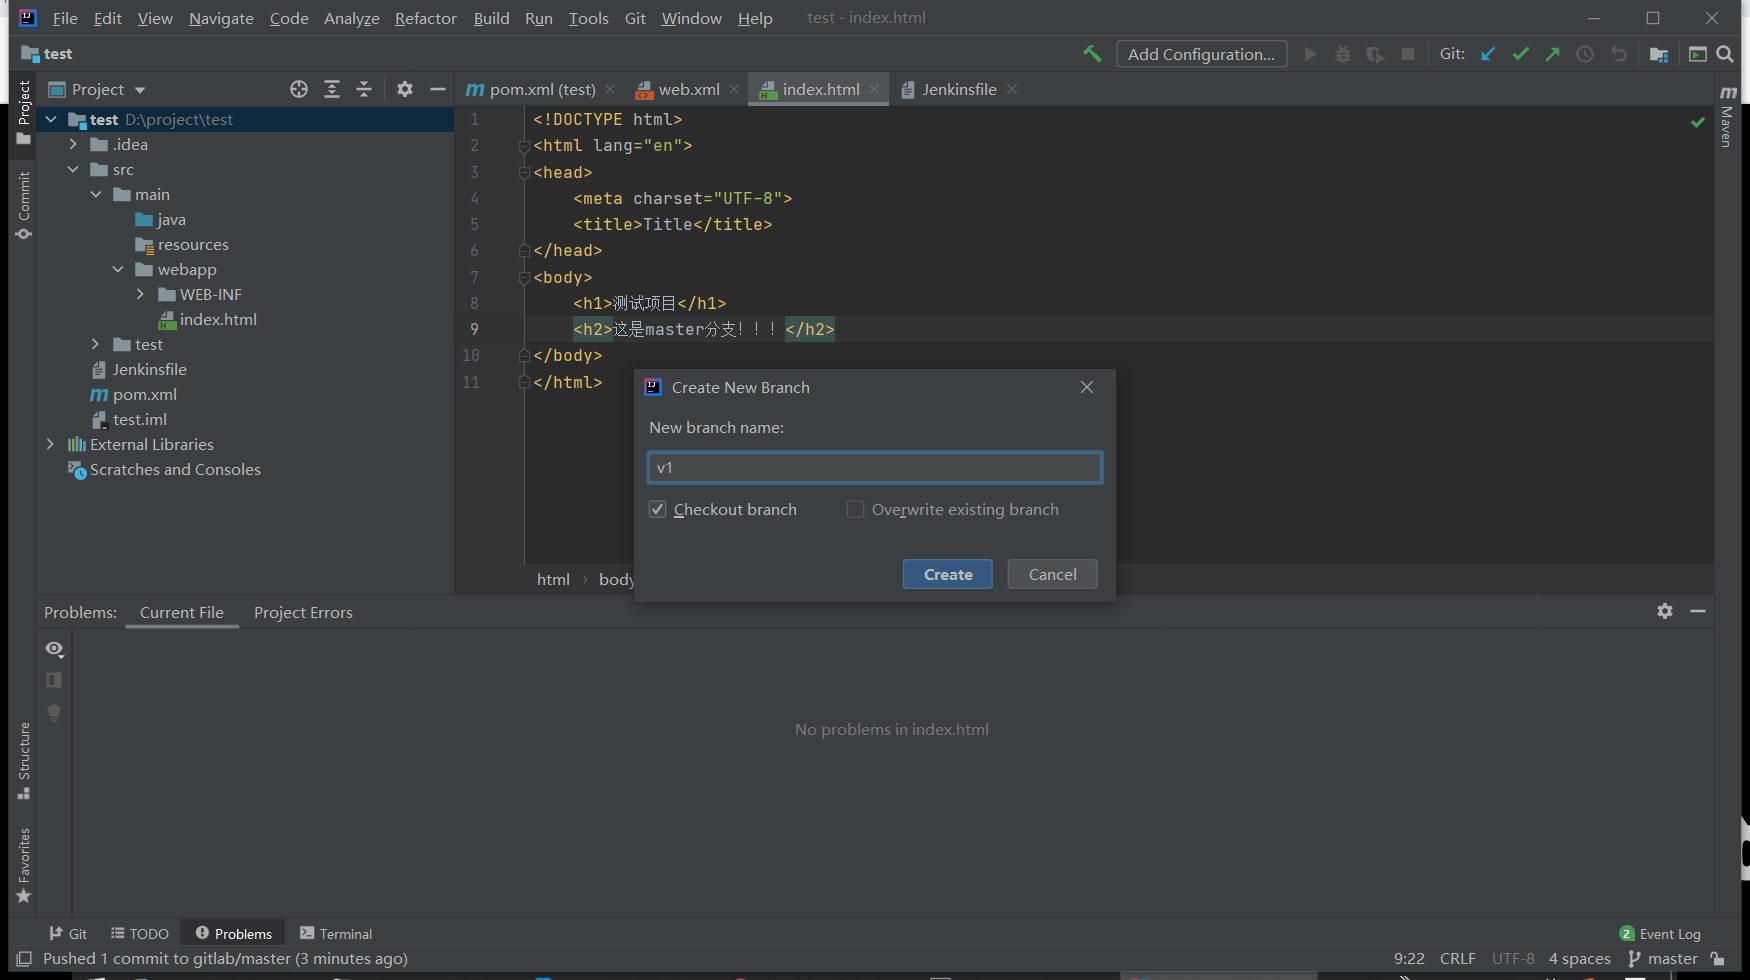 File Edit View Navigate Code Analyze Refactor Build Run Tools Git Window Help test - index.html
test Add Configuration... Git:
Project
pom.xml (test) web.xml index.html Jenkinsfile
test D:\project\test
.idea
src
main
java
resources
webapp
WEB-INF
index.html
test
Jenkinsfile
pom.xml
test.iml
External Libraries
Scratches and Consoles
1 <!DOCTYPE html>
2 <html lang="en">
3 <head>
4 <meta charset="UTF-8">
5 <title>Title</title>
6 </head>
7 <body>
8 <h1>测试项目</h1>
9 <h2>这是master分支！！！</h2>
10 </body>
11 </html>
html › body
Create New Branch
New branch name:
v1
Checkout branch Overwrite existing branch
Create Cancel
Project
Commit
Structure
Favorites
Maven
Problems: Current File Project Errors
No problems in index.html
Git TODO Problems Terminal 2 Event Log
Pushed 1 commit to gitlab/master (3 minutes ago) 9:22 CRLF UTF-8 4 spaces master